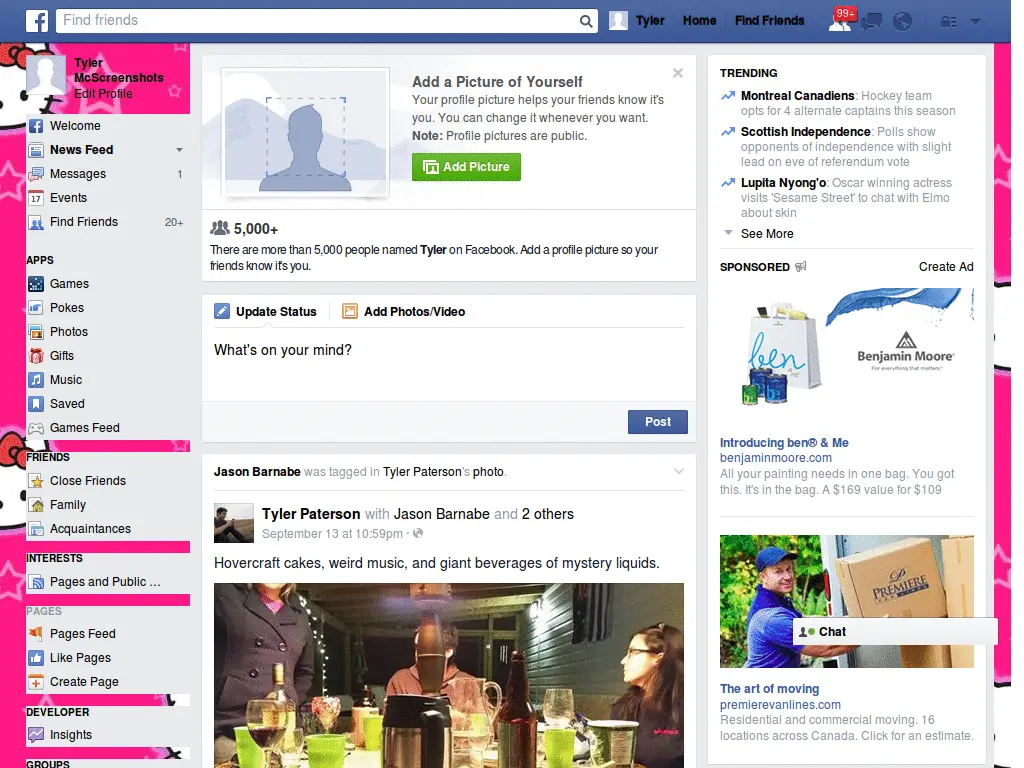 Find friends
Tyler
Home
Find Friends
99+
Tyler
McScreenshots
Edit Profile
Welcome
News Feed
Messages
1
Events
17
Find Friends
20+
APPS
Games
Pokes
Photos
Gifts
Music
Saved
Games Feed
FRIENDS
Close Friends
Family
Acquaintances
INTERESTS
Pages and Public ...
PAGES
Pages Feed
Like Pages
Create Page
DEVELOPER
Insights
GROUPS
Add a Picture of Yourself
Your profile picture helps your friends know it's
you. You can change it whenever you want.
Note: Profile pictures are public.
Add Picture
5,000+
There are more than 5,000 people named Tyler on Facebook. Add a profile picture so your
friends know it's you.
Update Status
Add Photos/Video
What's on your mind?
Post
Jason Barnabe was tagged in Tyler Paterson's photo.
Tyler Paterson with Jason Barnabe and 2 others
September 13 at 10:59pm ·
Hovercraft cakes, weird music, and giant beverages of mystery liquids.
TRENDING
Montreal Canadiens: Hockey team
opts for 4 alternate captains this season
Scottish Independence: Polls show
opponents of independence with slight
lead on eve of referendum vote
Lupita Nyong'o: Oscar winning actress
visits 'Sesame Street' to chat with Elmo
about skin
See More
SPONSORED
Create Ad
ben
Benjamin Moore
For everything that matters.
Introducing ben® & Me
benjaminmoore.com
All your painting needs in one bag. You got
this. It's in the bag. A $169 value for $109
PREMIERE
Chat
The art of moving
premierevanlines.com
Residential and commercial moving. 16
locations across Canada. Click for an estimate.